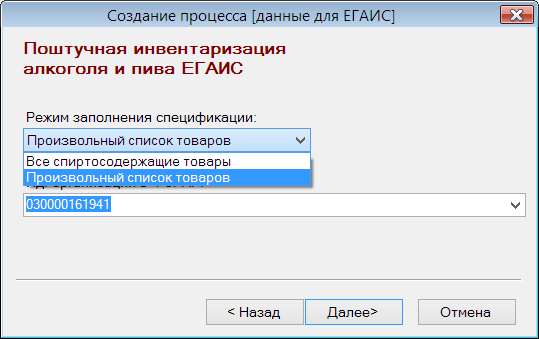 Создание процесса [данные для ЕГАИС]
Поштучная инвентаризация
алкоголя и пива ЕГАИС
Режим заполнения спецификации:
Произвольный список товаров
Все спиртосодержащие товары
Произвольный список товаров
030000161941
< Назад
Далее>
Отмена